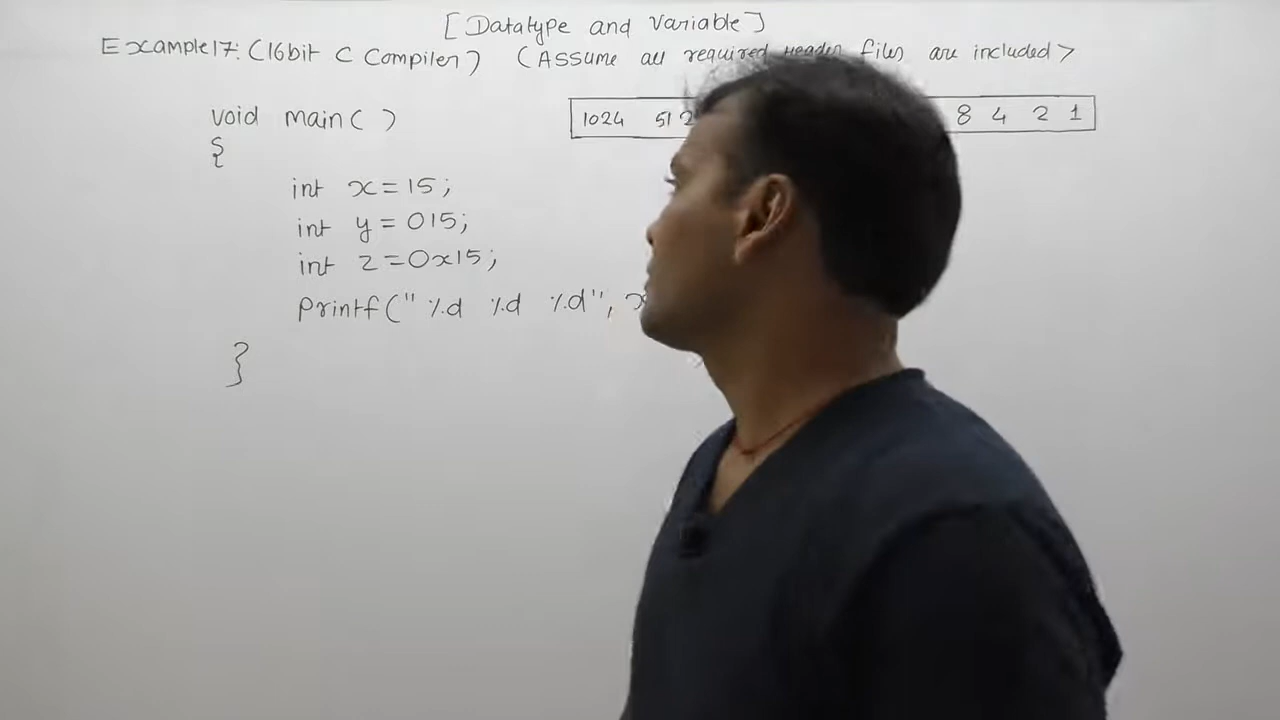 [Datatype and Variable]
Example17: (16bit C Compiler) (Assume all required Header files are included>
void main( )
1024 512 8 4 2 1
{
int x=15;
int y=015;
int z=0x15;
printf("%d %d %d", x
}